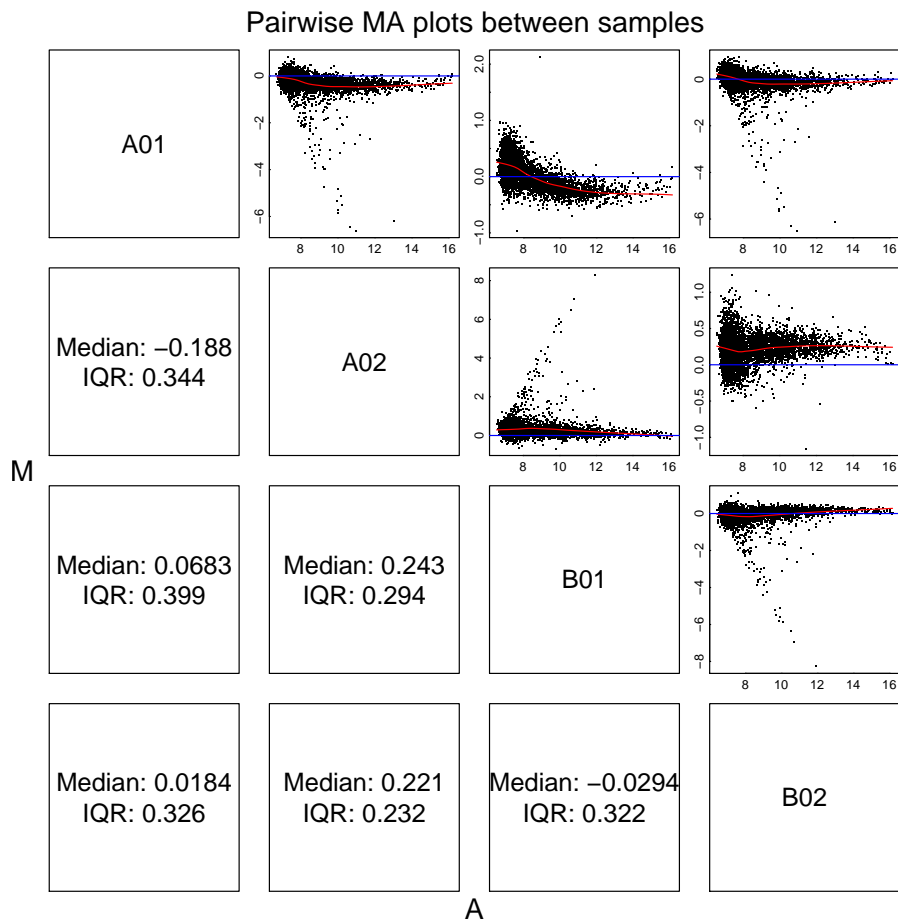 Pairwise MA plots between samples
A01
0
−2
−4
−6
8 10 12 14 16
2.0
1.0
0.0
−1.0
8 10 12 14 16
0
−2
−4
−6
8 10 12 14 16
Median: −0.188
IQR: 0.344
A02
8
6
4
2
0
8 10 12 14 16
1.0
0.5
0.0
−0.5
−1.0
8 10 12 14 16
M
Median: 0.0683
IQR: 0.399
Median: 0.243
IQR: 0.294
B01
0
−2
−4
−6
−8
8 10 12 14 16
Median: 0.0184
IQR: 0.326
Median: 0.221
IQR: 0.232
Median: −0.0294
IQR: 0.322
B02
A